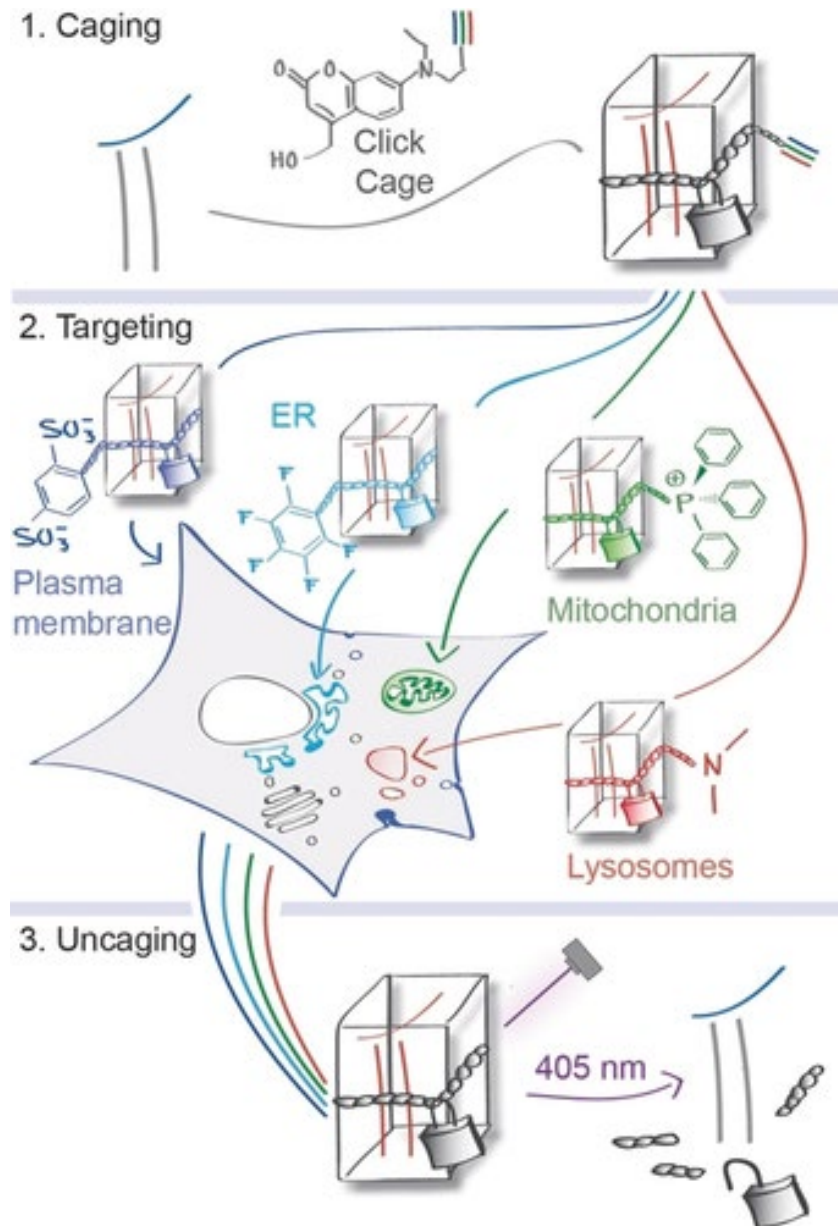 1. Caging
O
O
N
HO
Click
Cage
2. Targeting
SO₃⁻
SO₃⁻
ER
F
F
F
F
F
⊕
P
Plasma
membrane
Mitochondria
N
Lysosomes
3. Uncaging
405 nm